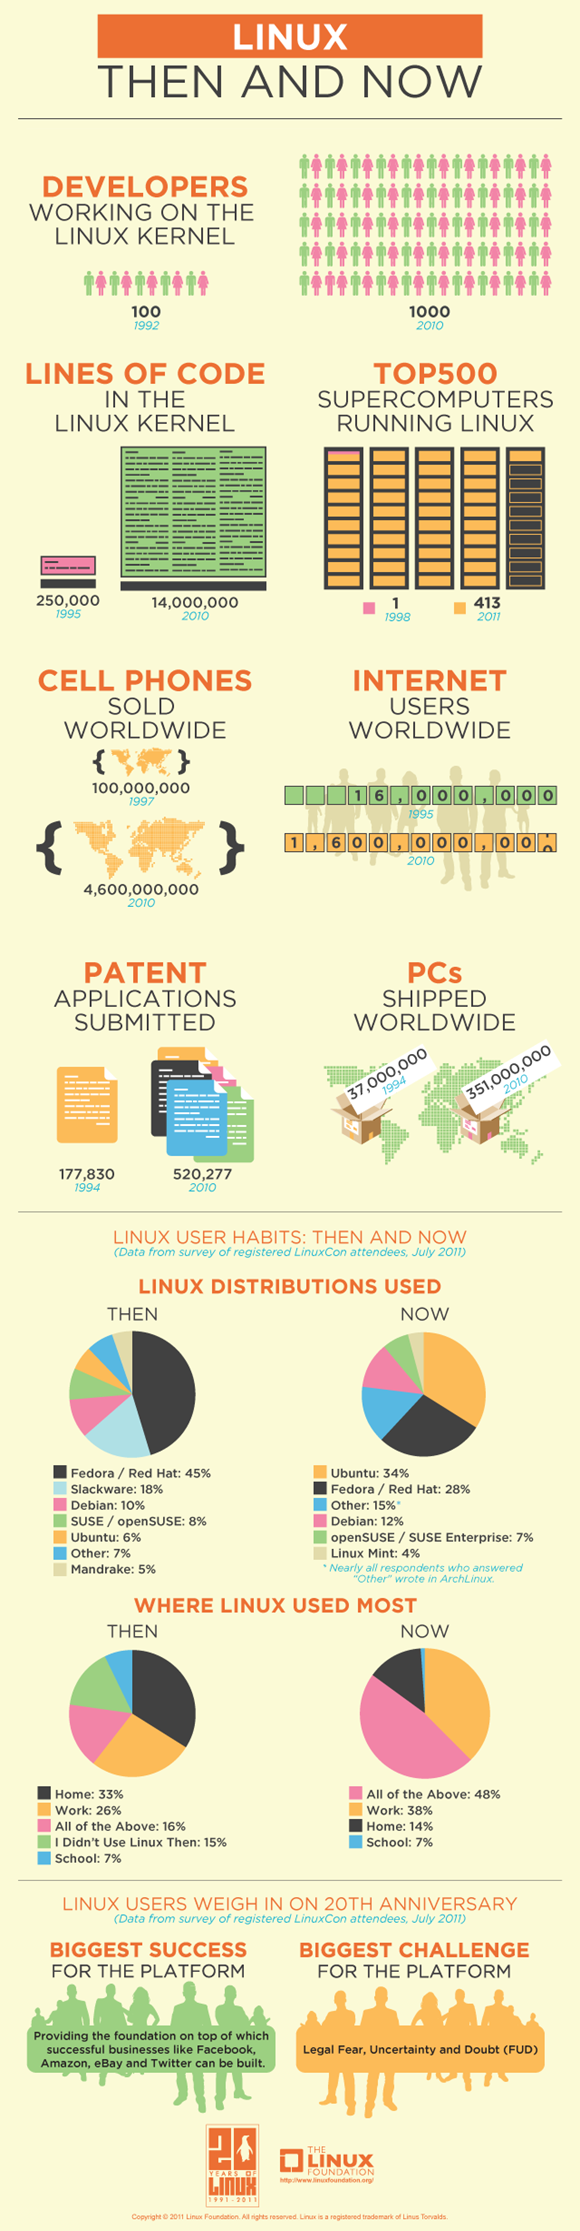 LINUX
THEN AND NOW
DEVELOPERS
WORKING ON THE
LINUX KERNEL
100
1992
1000
2010
LINES OF CODE
IN THE
LINUX KERNEL
250,000
1995
14,000,000
2010
TOP500
SUPERCOMPUTERS
RUNNING LINUX
1
1998
413
2011
CELL PHONES
SOLD
WORLDWIDE
100,000,000
1997
4,600,000,000
2010
INTERNET
USERS
WORLDWIDE
16,000,000
1995
1,600,000,000
2010
PATENT
APPLICATIONS
SUBMITTED
177,830
1994
520,277
2010
PCs
SHIPPED
WORLDWIDE
37,000,000
1994
351,000,000
2010
LINUX USER HABITS: THEN AND NOW
(Data from survey of registered LinuxCon attendees, July 2011)
LINUX DISTRIBUTIONS USED
THEN
Fedora / Red Hat: 45%
Slackware: 18%
Debian: 10%
SUSE / openSUSE: 8%
Ubuntu: 6%
Other: 7%
Mandrake: 5%
NOW
Ubuntu: 34%
Fedora / Red Hat: 28%
Other: 15%*
Debian: 12%
openSUSE / SUSE Enterprise: 7%
Linux Mint: 4%
* Nearly all respondents who answered
"Other" wrote in ArchLinux.
WHERE LINUX USED MOST
THEN
Home: 33%
Work: 26%
All of the Above: 16%
I Didn't Use Linux Then: 15%
School: 7%
NOW
All of the Above: 48%
Work: 38%
Home: 14%
School: 7%
LINUX USERS WEIGH IN ON 20TH ANNIVERSARY
(Data from survey of registered LinuxCon attendees, July 2011)
BIGGEST SUCCESS
FOR THE PLATFORM
Providing the foundation on top of which
successful businesses like Facebook,
Amazon, eBay and Twitter can be built.
BIGGEST CHALLENGE
FOR THE PLATFORM
Legal Fear, Uncertainty and Doubt (FUD)
20
YEARS OF
LINUX
1991-2011
THE
LINUX
FOUNDATION
http://www.linuxfoundation.org/
Copyright © 2011 Linux Foundation. All rights reserved. Linux is a registered trademark of Linus Torvalds.